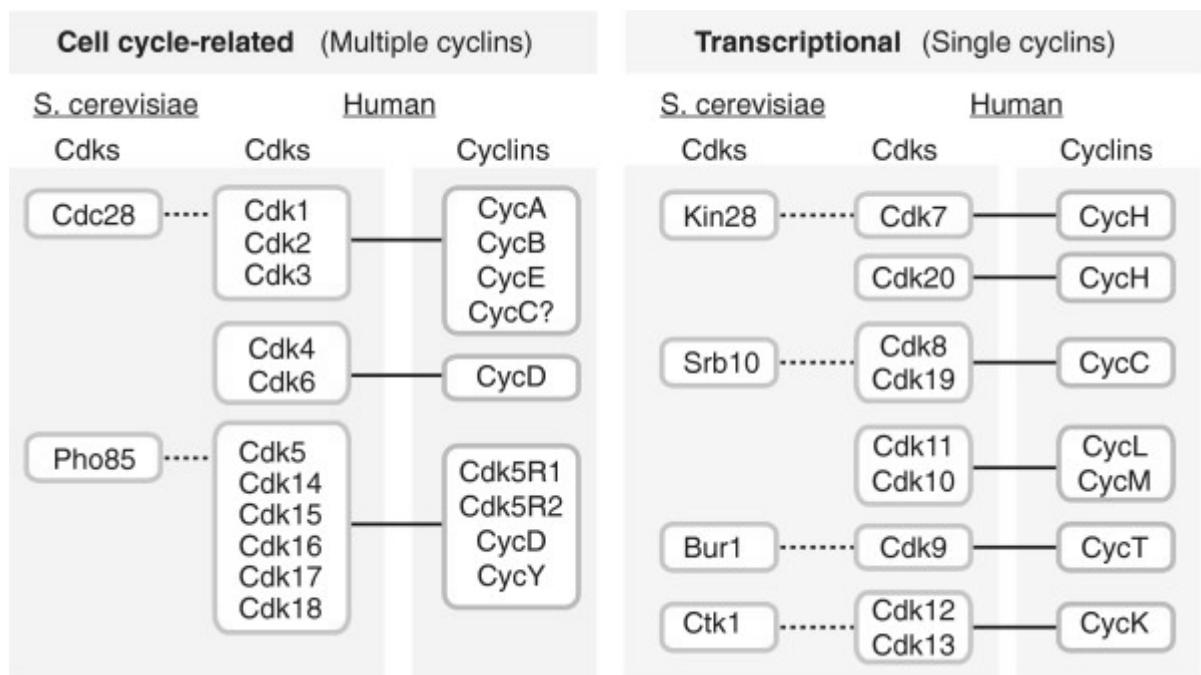 Cell cycle-related (Multiple cyclins)
S. cerevisiae Human
Cdks Cdks Cyclins
Cdc28
Cdk1
Cdk2
Cdk3
CycA
CycB
CycE
CycC?
Cdk4
Cdk6
CycD
Pho85
Cdk5
Cdk14
Cdk15
Cdk16
Cdk17
Cdk18
Cdk5R1
Cdk5R2
CycD
CycY
Transcriptional (Single cyclins)
S. cerevisiae Human
Cdks Cdks Cyclins
Kin28 Cdk7 CycH
Cdk20 CycH
Srb10
Cdk8
Cdk19
CycC
Cdk11
Cdk10
CycL
CycM
Bur1 Cdk9 CycT
Ctk1
Cdk12
Cdk13
CycK